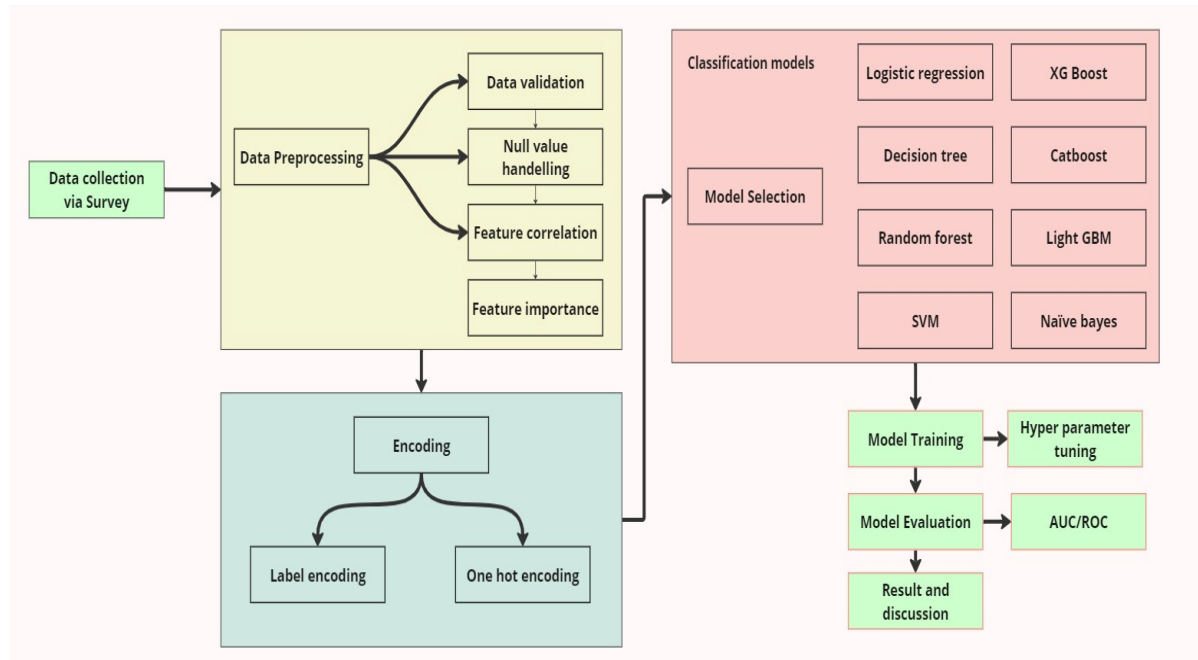 Data collection
via Survey
Data Preprocessing
Data validation
Null value
handelling
Feature correlation
Feature importance
Encoding
Label encoding
One hot encoding
Classification models
Model Selection
Logistic regression
XG Boost
Decision tree
Catboost
Random forest
Light GBM
SVM
Naïve bayes
Model Training
Hyper parameter
tuning
Model Evaluation
AUC/ROC
Result and
discussion